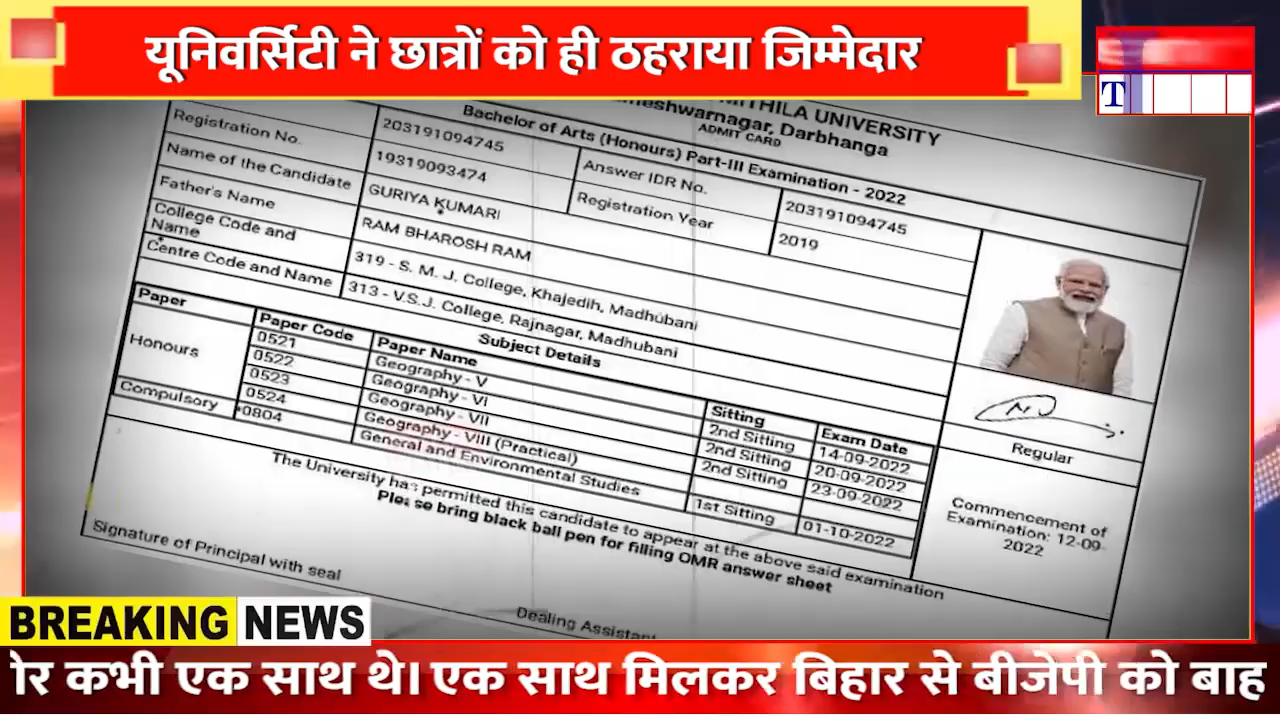 यूनिवर्सिटी ने छात्रों को ही ठहराया जिम्मेदार
T
MITHILA UNIVERSITY
meshwarnagar, Darbhanga
ADMIT CARD
Bachelor of Arts (Honours) Part-III Examination - 2022
203191094745
Answer IDR No.
203191094745
Registration No.
19319093474
Registration Year
2019
Name of the Candidate
GURIYA KUMARI
Father's Name
RAM BHAROSH RAM
College Code and Name
319 - S. M. J. College, Khajedih, Madhubani
Centre Code and Name
313 - V.S.J. College, Rajnagar, Madhubani
Subject Details
Paper
Paper Code
Paper Name
Sitting
Exam Date
Honours
0521
Geography - V
2nd Sitting
14-09-2022
0522
Geography - VI
2nd Sitting
20-09-2022
0523
Geography - VII
2nd Sitting
23-09-2022
0524
Geography - VIII (Practical)
Compulsory
0804
General and Environmental Studies
1st Sitting
01-10-2022
Regular
Commencement of
Examination: 12-09-
2022
The University has permitted this candidate to appear at the above said examination
Please bring black ball pen for filling OMR answer sheet
Signature of Principal with seal
Dealing Assistant
BREAKING NEWS
ोर कभी एक साथ थे। एक साथ मिलकर बिहार से बीजेपी को बाह